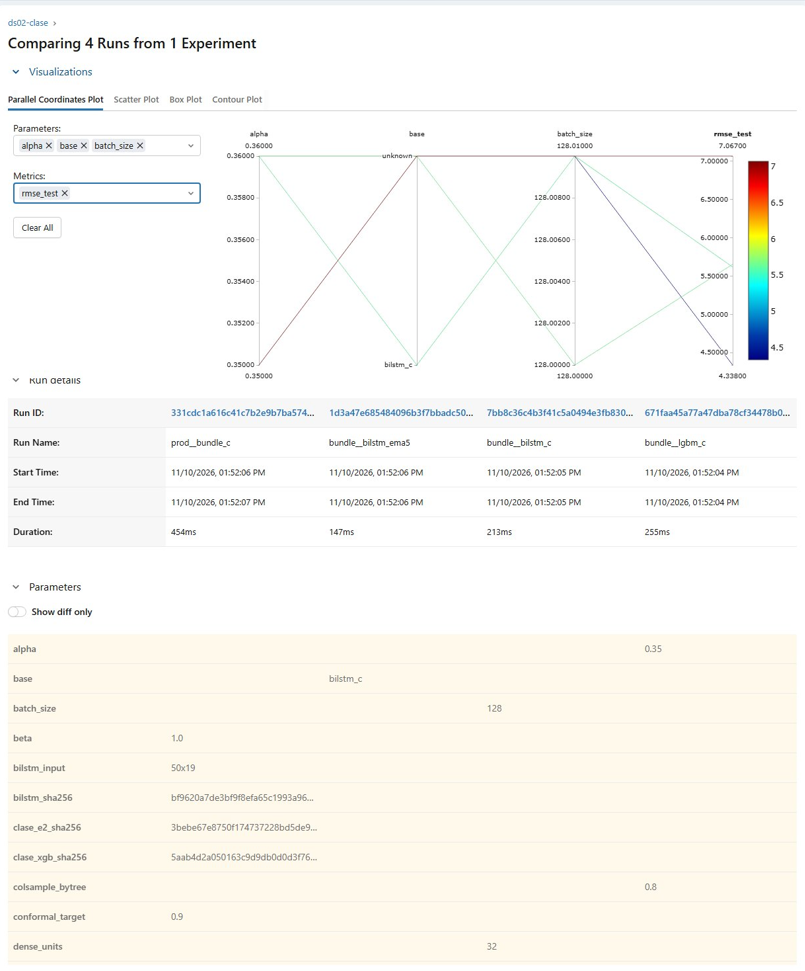 ds02-clase ›
Comparing 4 Runs from 1 Experiment
Visualizations
Parallel Coordinates Plot Scatter Plot Box Plot Contour Plot
Parameters:
alpha ✕ base ✕ batch_size ✕
Metrics:
rmse_test ✕
Clear All
alpha base batch_size rmse_test
0.36000 128.01000 7.06700
0.36000 unknown 7.00000 7
0.35800 128.00800 6.50000 6.5
0.35600 128.00600 6.00000 6
0.35400 128.00400 5.50000 5.5
0.35200 128.00200 5.00000 5
0.35000 bilstm_c 128.00000 4.50000 4.5
0.35000 128.00000 4.33800
Run details
Run ID: 331cdc1a616c41c7b2e9b7ba574... 1d3a47e685484096b3f7bbadc50... 7bb8c36c4b3f41c5a0494e3fb830... 671faa45a77a47dba78cf34478b0...
Run Name: prod__bundle_c bundle__bilstm_ema5 bundle__bilstm_c bundle__lgbm_c
Start Time: 11/10/2026, 01:52:06 PM 11/10/2026, 01:52:06 PM 11/10/2026, 01:52:05 PM 11/10/2026, 01:52:04 PM
End Time: 11/10/2026, 01:52:07 PM 11/10/2026, 01:52:06 PM 11/10/2026, 01:52:05 PM 11/10/2026, 01:52:04 PM
Duration: 454ms 147ms 213ms 255ms
Parameters
Show diff only
alpha 0.35
base bilstm_c
batch_size 128
beta 1.0
bilstm_input 50x19
bilstm_sha256 bf9620a7de3bf9f8efa65c1993a96...
clase_e2_sha256 3bebe67e8750f174737228bd5de9...
clase_xgb_sha256 5aab4d2a050163c9d9db0d0d3f76...
colsample_bytree 0.8
conformal_target 0.9
dense_units 32